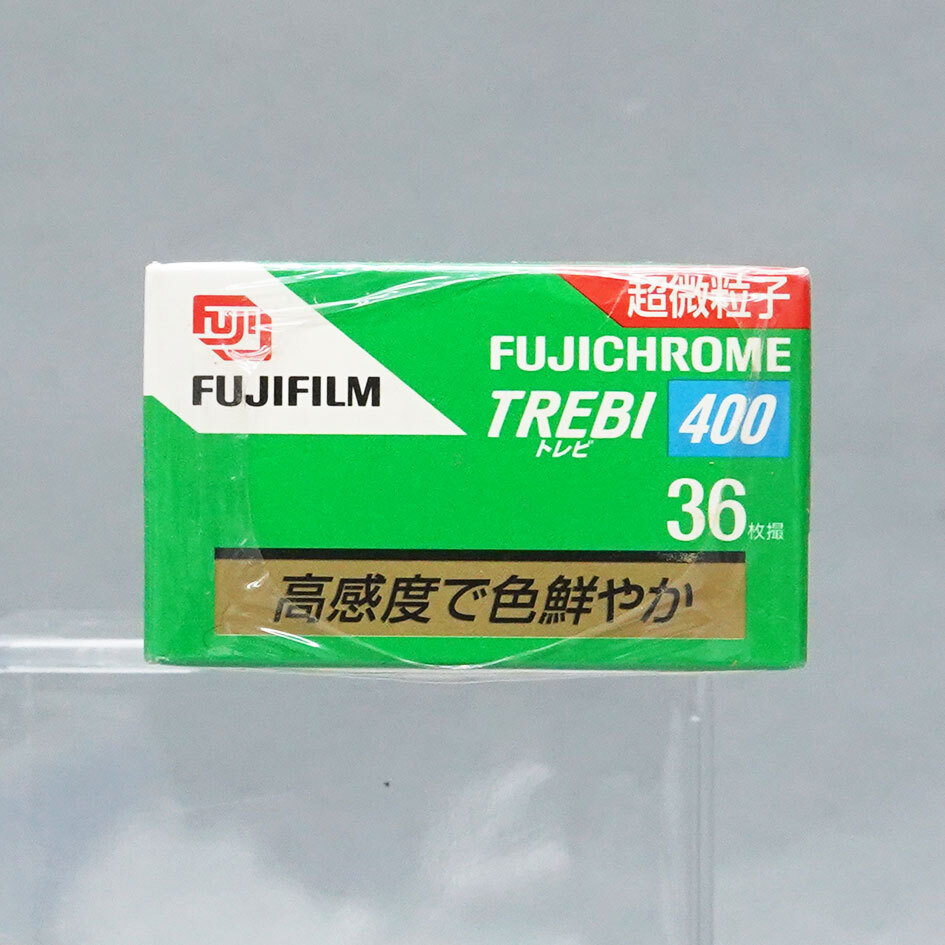 FUJI
FUJIFILM
超微粒子
FUJICHROME
TREBI 400
トレビ
36枚撮
高感度で色鮮やか